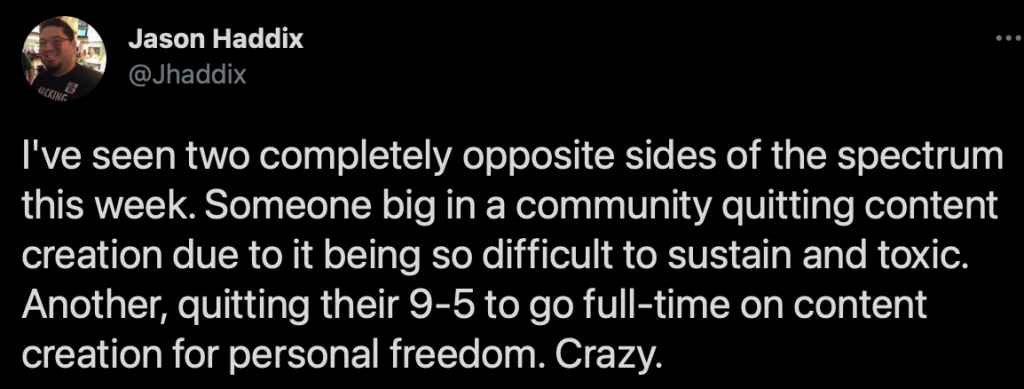 Jason Haddix
@Jhaddix
I've seen two completely opposite sides of the spectrum
this week. Someone big in a community quitting content
creation due to it being so difficult to sustain and toxic.
Another, quitting their 9-5 to go full-time on content
creation for personal freedom. Crazy.